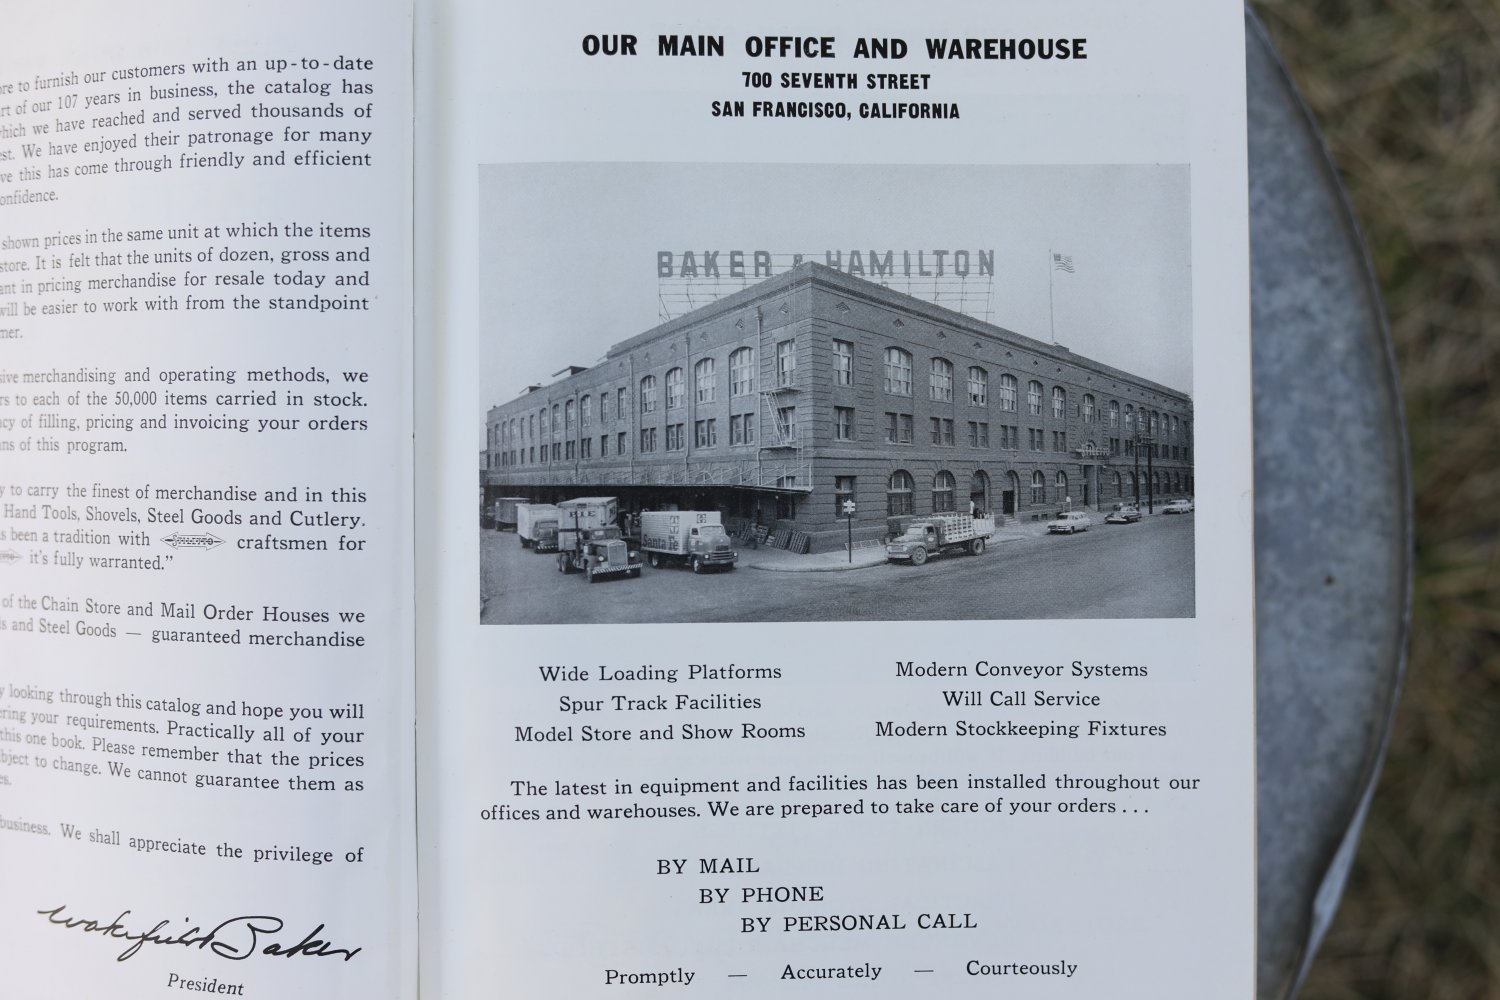 re to furnish our customers with an up-to-date
rt of our 107 years in business, the catalog has
hich we have reached and served thousands of
est. We have enjoyed their patronage for many
ve this has come through friendly and efficient
onfidence.
shown prices in the same unit at which the items
store. It is felt that the units of dozen, gross and
ant in pricing merchandise for resale today and
will be easier to work with from the standpoint
mer.
sive merchandising and operating methods, we
rs to each of the 50,000 items carried in stock.
cy of filling, pricing and invoicing your orders
ns of this program.
y to carry the finest of merchandise and in this
Hand Tools, Shovels, Steel Goods and Cutlery.
s been a tradition with craftsmen for
it's fully warranted."
of the Chain Store and Mail Order Houses we
s and Steel Goods — guaranteed merchandise
y looking through this catalog and hope you will
ering your requirements. Practically all of your
this one book. Please remember that the prices
bject to change. We cannot guarantee them as
es.
business. We shall appreciate the privilege of
Wakefield Baker
President
OUR MAIN OFFICE AND WAREHOUSE
700 SEVENTH STREET
SAN FRANCISCO, CALIFORNIA
BAKER & HAMILTON
P.I.E
Santa Fe
Wide Loading Platforms
Spur Track Facilities
Model Store and Show Rooms
Modern Conveyor Systems
Will Call Service
Modern Stockkeeping Fixtures
The latest in equipment and facilities has been installed throughout our
offices and warehouses. We are prepared to take care of your orders . . .
BY MAIL
BY PHONE
BY PERSONAL CALL
Promptly — Accurately — Courteously